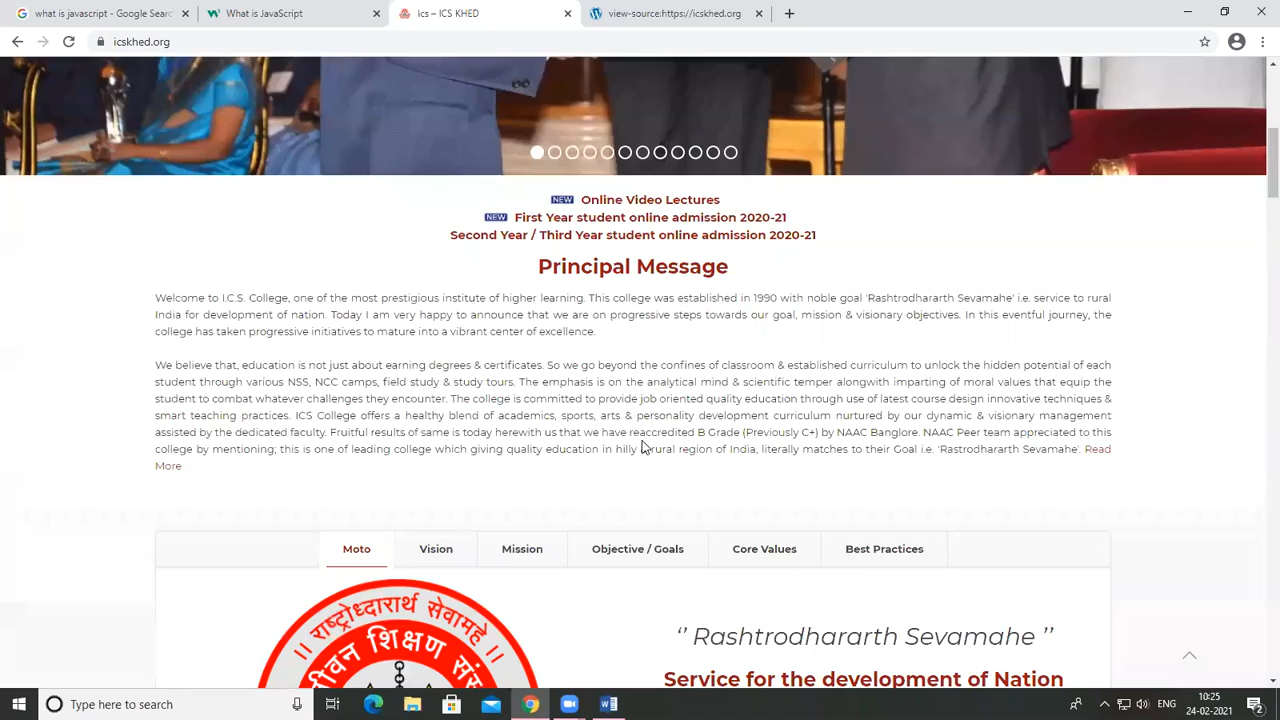 what is javascript - Google Searc
What is JavaScript
Ics – ICS KHED
view-source:https://icskhed.org
icskhed.org
NEW Online Video Lectures
NEW First Year student online admission 2020-21
Second Year / Third Year student online admission 2020-21
Principal Message
Welcome to I.C.S. College, one of the most prestigious institute of higher learning. This college was established in 1990 with noble goal 'Rashtrodhararth Sevamahe' i.e. service to rural
India for development of nation. Today I am very happy to announce that we are on progressive steps towards our goal, mission & visionary objectives. In this eventful journey, the
college has taken progressive initiatives to mature into a vibrant center of excellence.
We believe that, education is not just about earning degrees & certificates. So we go beyond the confines of classroom & established curriculum to unlock the hidden potential of each
student through various NSS, NCC camps, field study & study tours. The emphasis is on the analytical mind & scientific temper alongwith imparting of moral values that equip the
student to combat whatever challenges they encounter. The college is committed to provide job oriented quality education through use of latest course design innovative techniques &
smart teaching practices. ICS College offers a healthy blend of academics, sports, arts & personality development curriculum nurtured by our dynamic & visionary management
assisted by the dedicated faculty. Fruitful results of same is today herewith us that we have reaccredited B Grade (Previously C+) by NAAC Banglore. NAAC Peer team appreciated to this
college by mentioning; this is one of leading college which giving quality education in hilly rural region of India, literally matches to their Goal i.e. 'Rastrodhararth Sevamahe'. Read
More
Moto
Vision
Mission
Objective / Goals
Core Values
Best Practices
।। राष्ट्रोध्दारार्थ सेवामहे ।।
जीवन शिक्षण
‘’ Rashtrodhararth Sevamahe ’’
Service for the development of Nation
Type here to search
ENG
10:25
24-02-2021
2